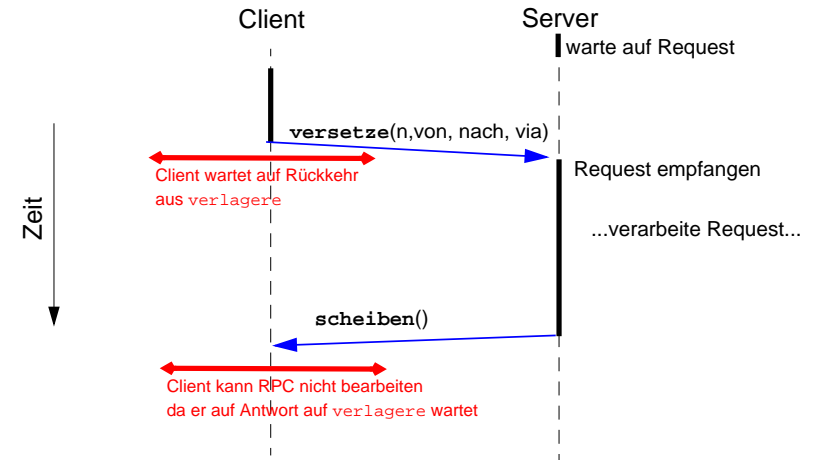 Client
Server
warte auf Request
versetze(n,von, nach, via)
Client wartet auf Rückkehr
aus verlagere
Request empfangen
Zeit
...verarbeite Request...
scheiben()
Client kann RPC nicht bearbeiten
da er auf Antwort auf verlagere wartet